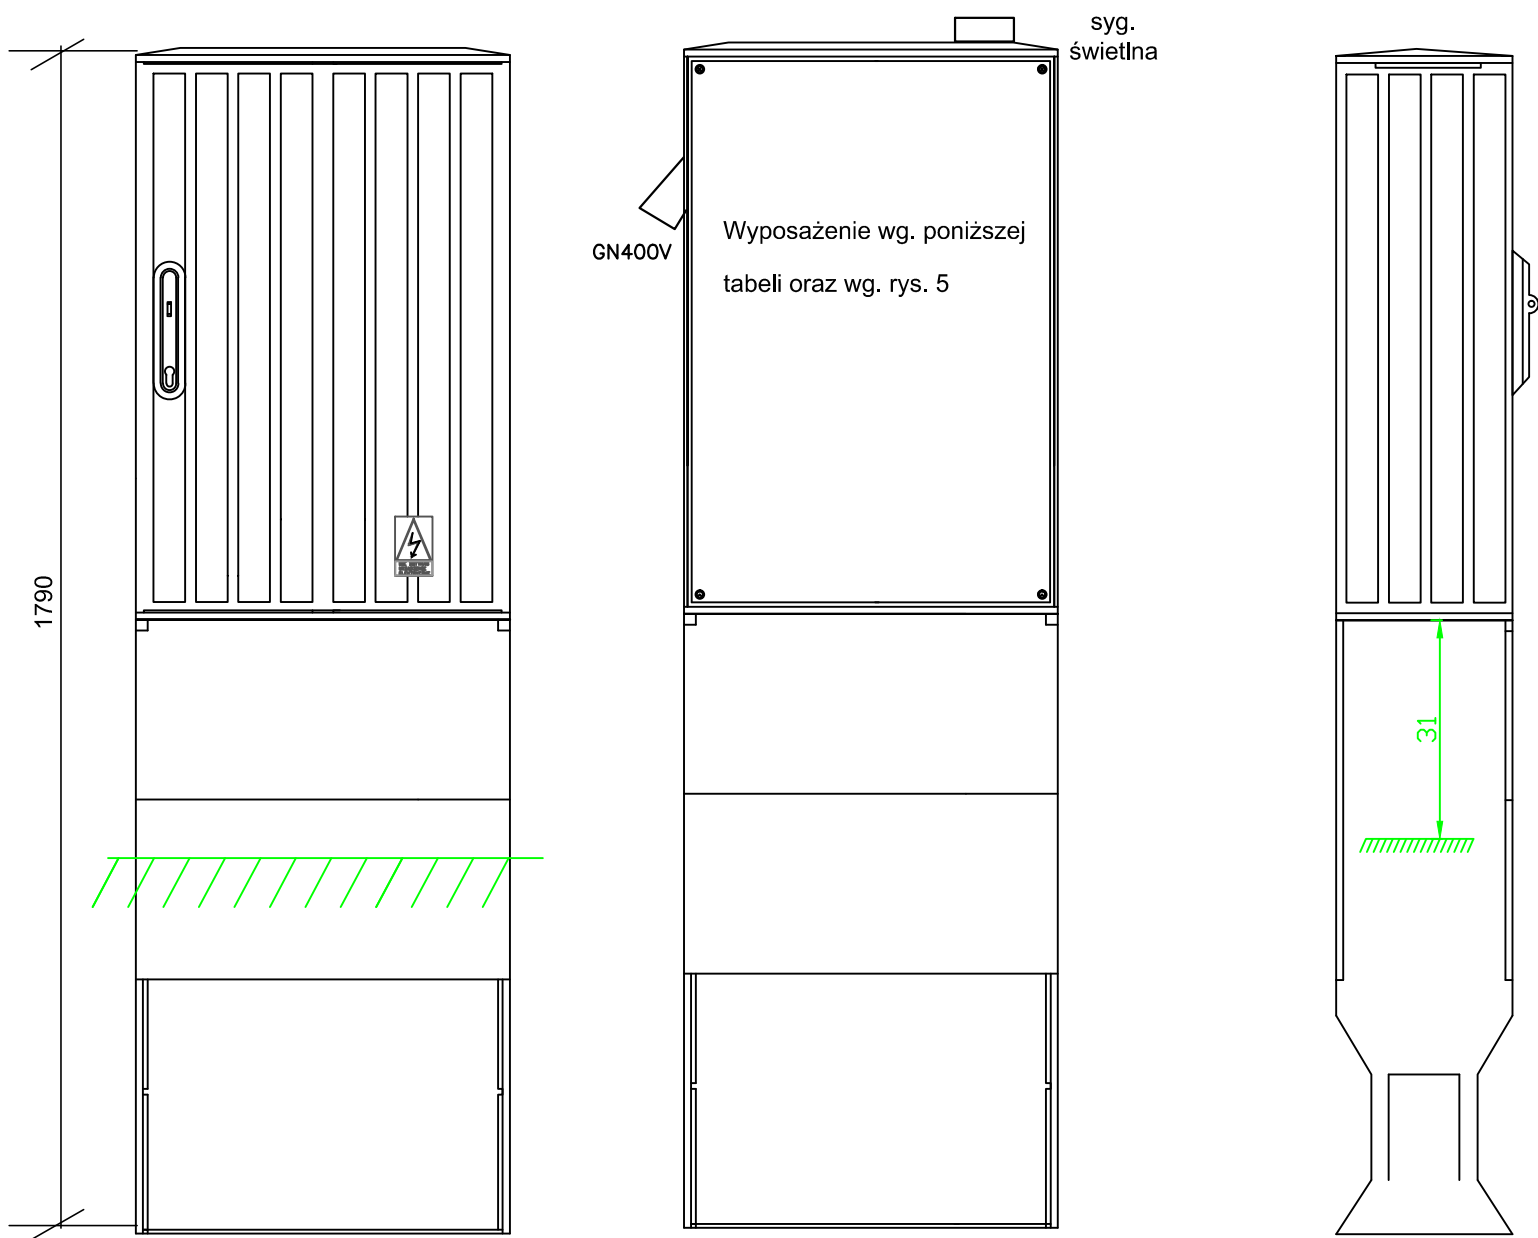 syg.
świetlna
GN400V
Wyposażenie wg. poniższej
tabeli oraz wg. rys. 5
1790
31